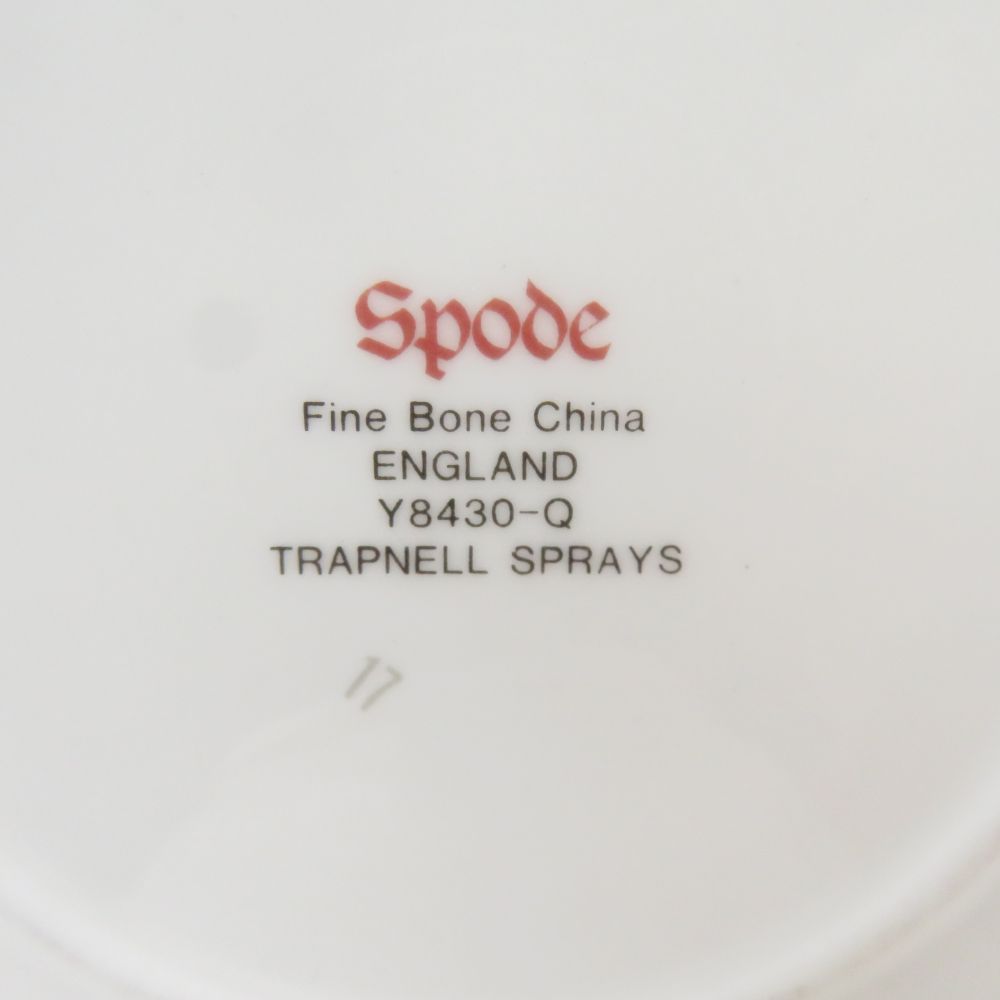 Spode
Fine Bone China
ENGLAND
Y8430-Q
TRAPNELL SPRAYS
17